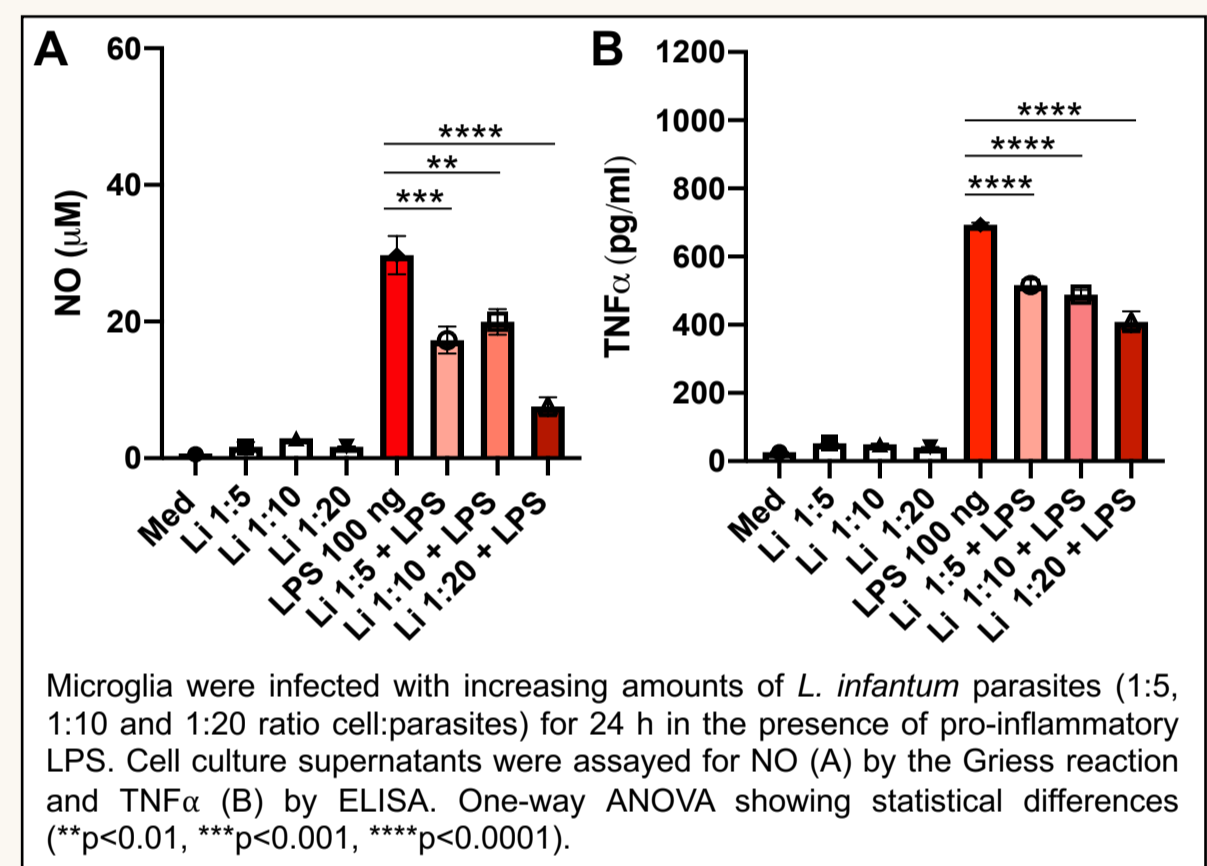 A
60
40
20
0
NO (μM)
****
**
***
Med
Li 1:5
Li 1:10
Li 1:20
LPS 100 ng
Li 1:5 + LPS
Li 1:10 + LPS
Li 1:20 + LPS
B
1200
1000
800
600
400
200
0
TNFα (pg/ml)
****
****
****
Med
Li 1:5
Li 1:10
Li 1:20
LPS 100 ng
Li 1:5 + LPS
Li 1:10 + LPS
Li 1:20 + LPS
Microglia were infected with increasing amounts of L. infantum parasites (1:5,
1:10 and 1:20 ratio cell:parasites) for 24 h in the presence of pro-inflammatory
LPS. Cell culture supernatants were assayed for NO (A) by the Griess reaction
and TNFα (B) by ELISA. One-way ANOVA showing statistical differences
(**p<0.01, ***p<0.001, ****p<0.0001).